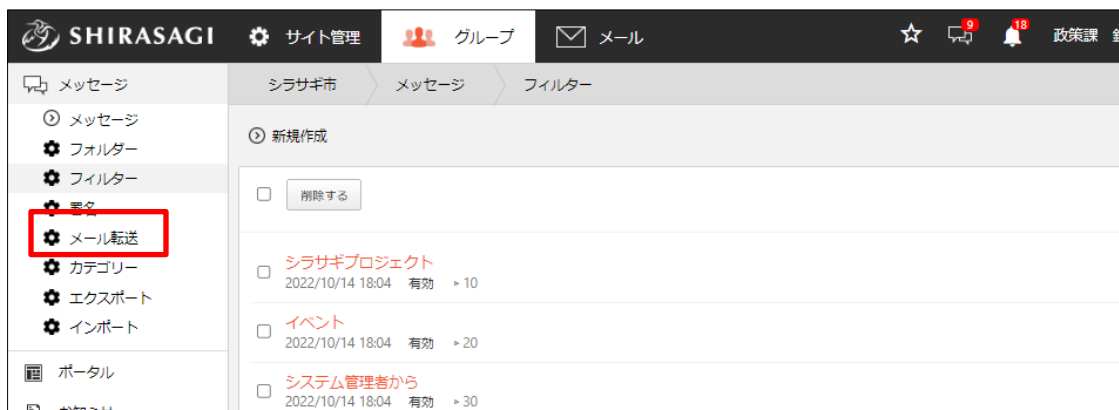 SHIRASAGI サイト管理 グループ メール 9 18 政策課
メッセージ
シラサギ市 メッセージ フィルター
メッセージ
フォルダー
フィルター
署名
メール転送
カテゴリー
エクスポート
インポート
ポータル
お知らせ
新規作成
削除する
シラサギプロジェクト
2022/10/14 18:04 有効 ▸ 10
イベント
2022/10/14 18:04 有効 ▸ 20
システム管理者から
2022/10/14 18:04 有効 ▸ 30